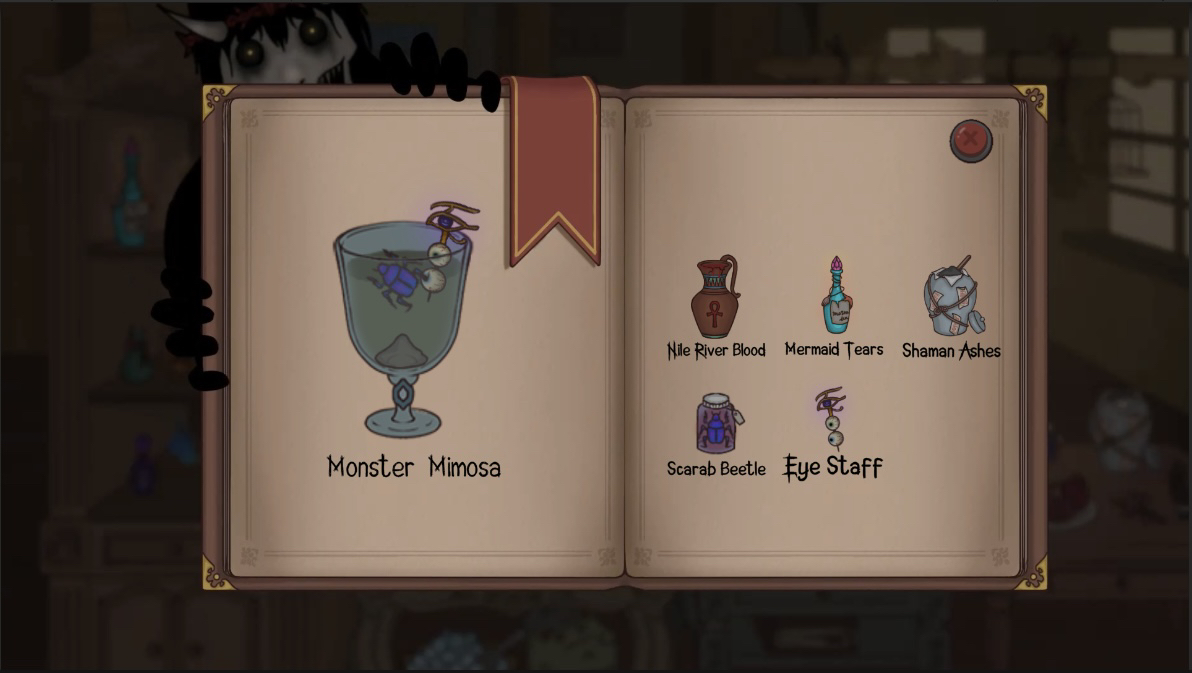 Monster Mimosa
Nile River Blood
Mermaid Tears
Shaman Ashes
Scarab Beetle
Eye Staff